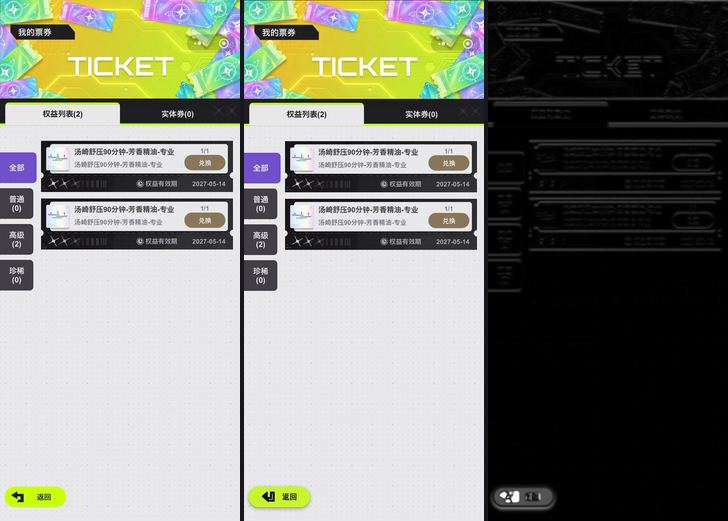 我的票券
TICKET
权益列表(2)
实体券(0)
全部
普通
(0)
高级
(2)
珍稀
(0)
汤崎舒压90分钟-芳香精油-专业
汤崎舒压90分钟-芳香精油-专业
1/1
兑换
权益有效期
2027-05-14
汤崎舒压90分钟-芳香精油-专业
汤崎舒压90分钟-芳香精油-专业
1/1
兑换
权益有效期
2027-05-14
返回
我的票券
TICKET
权益列表(2)
实体券(0)
全部
普通
(0)
高级
(2)
珍稀
(0)
汤崎舒压90分钟-芳香精油-专业
汤崎舒压90分钟-芳香精油-专业
1/1
兑换
权益有效期
2027-05-14
汤崎舒压90分钟-芳香精油-专业
汤崎舒压90分钟-芳香精油-专业
1/1
兑换
权益有效期
2027-05-14
返回
TICKET